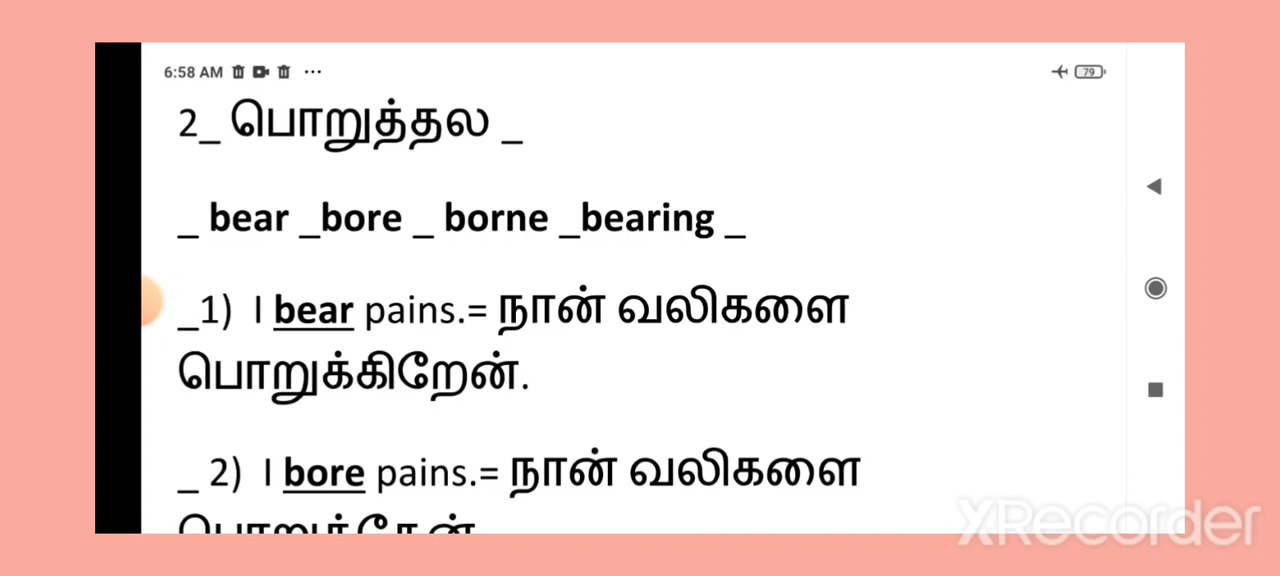 6:58 AM ...
79
2_ பொறுத்தல _
_ bear _bore _ borne _bearing _
_1) I bear pains.= நான் வலிகளை
பொறுக்கிறேன்.
_ 2) I bore pains.= நான் வலிகளை
XRecorder